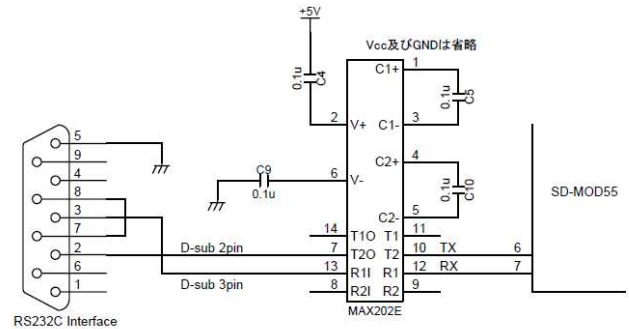 +5V
Vcc及びGNDは省略
0.1u
C4
C1+
1
0.1u
C5
2
V+
C1-
3
C2+
4
C9
0.1u
6
V-
0.1u
C10
C2-
5
SD-MOD55
5
9
4
8
3
7
2
6
1
14
T1O
T1
11
D-sub 2pin
7
T2O
T2
10
TX
6
13
R1I
R1
12
RX
7
D-sub 3pin
8
R2I
R2
9
MAX202E
RS232C Interface